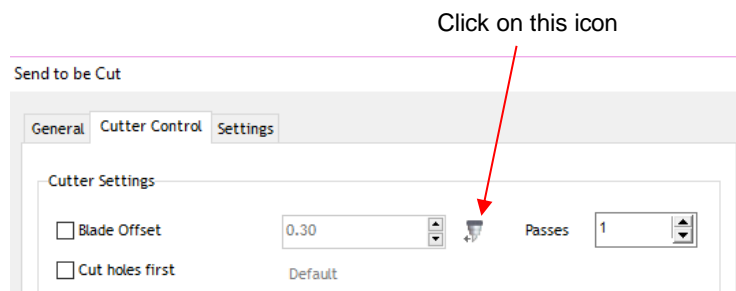 Click on this icon
Send to be Cut
General Cutter Control Settings
Cutter Settings
Blade Offset 0.30 Passes 1
Cut holes first Default